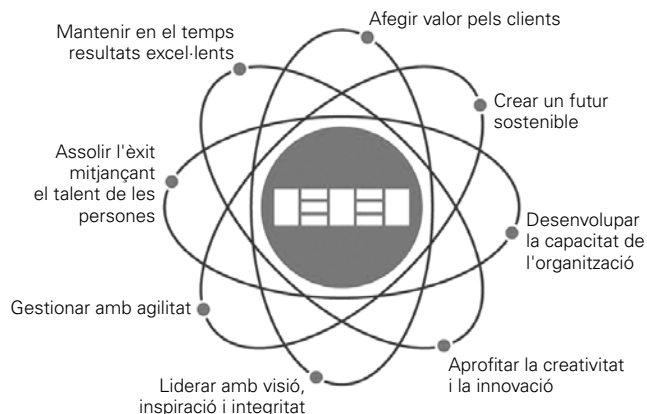 Afegir valor pels clients
Crear un futur
sostenible
Desenvolupar
la capacitat de
l'organització
Aprofitar la creativitat
i la innovació
Liderar amb visió,
inspiració i integritat
Gestionar amb agilitat
Assolir l'èxit
mitjançant
el talent de les
persones
Mantenir en el temps
resultats excel·lents